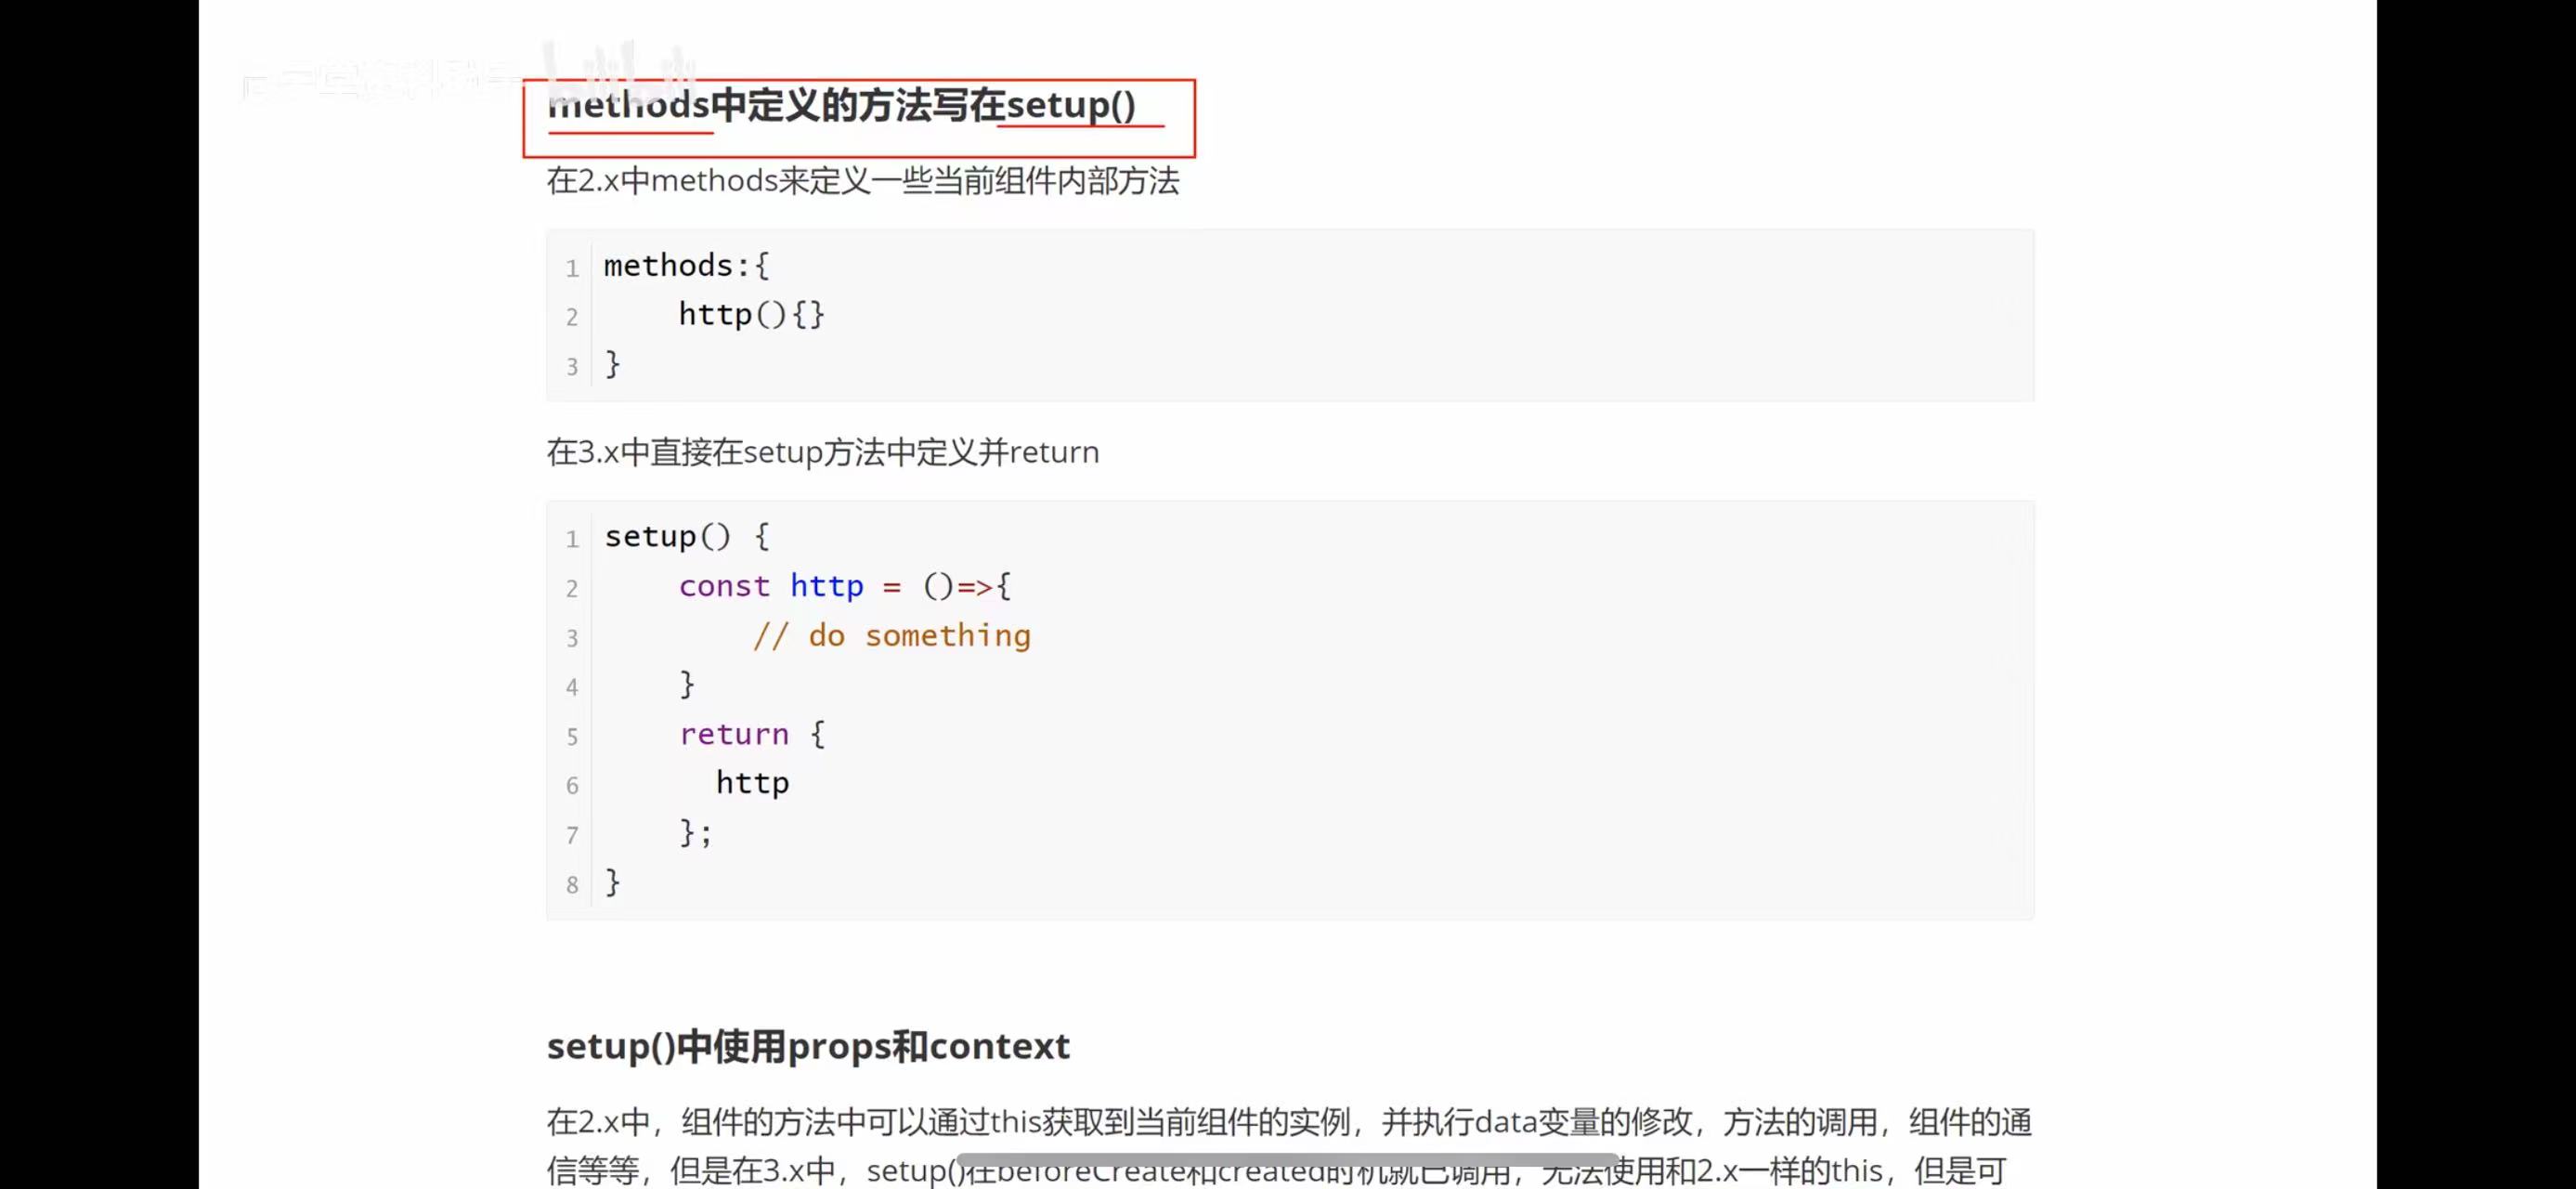 methods中定义的方法写在setup()
在2.x中methods来定义一些当前组件内部方法
1 methods:{
2 http(){}
3 }
在3.x中直接在setup方法中定义并return
1 setup() {
2 const http = ()=>{
3 // do something
4 }
5 return {
6 http
7 };
8 }
setup()中使用props和context
在2.x中，组件的方法中可以通过this获取到当前组件的实例，并执行data变量的修改，方法的调用，组件的通
信等等，但是在3.x中，setup()在beforeCreate和created时机就已调用，无法使用和2.x一样的this，但是可